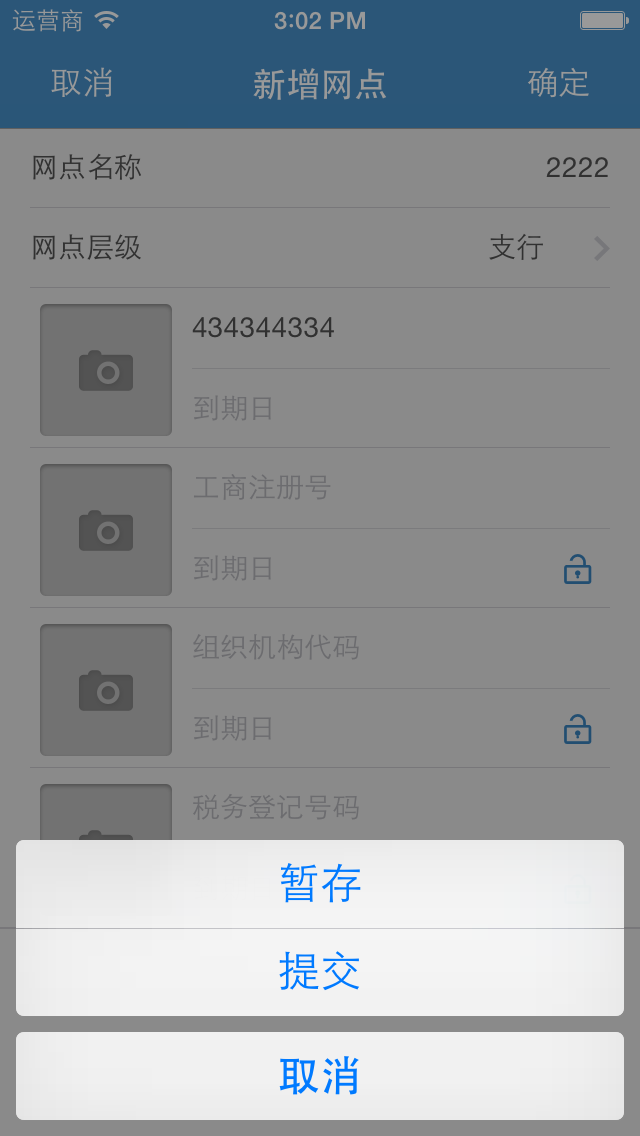 运营商 3:02 PM
取消 新增网点 确定
网点名称 2222
网点层级 支行
434344334
到期日
工商注册号
到期日
组织机构代码
到期日
税务登记号码
暂存
提交
取消